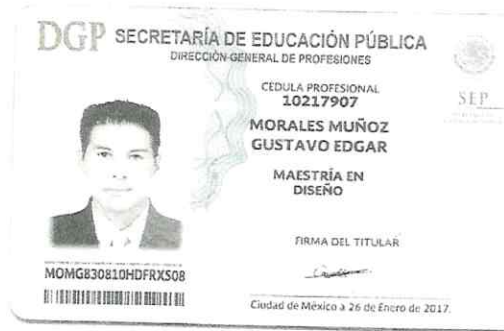 DGP SECRETARÍA DE EDUCACIÓN PÚBLICA
DIRECCIÓN GENERAL DE PROFESIONES
CEDULA PROFESIONAL
10217907
SEP
MORALES MUÑOZ
GUSTAVO EDGAR
MAESTRÍA EN
DISEÑO
FIRMA DEL TITULAR
MOMG830810HDFRXS08
Ciudad de México a 26 de Enero de 2017.